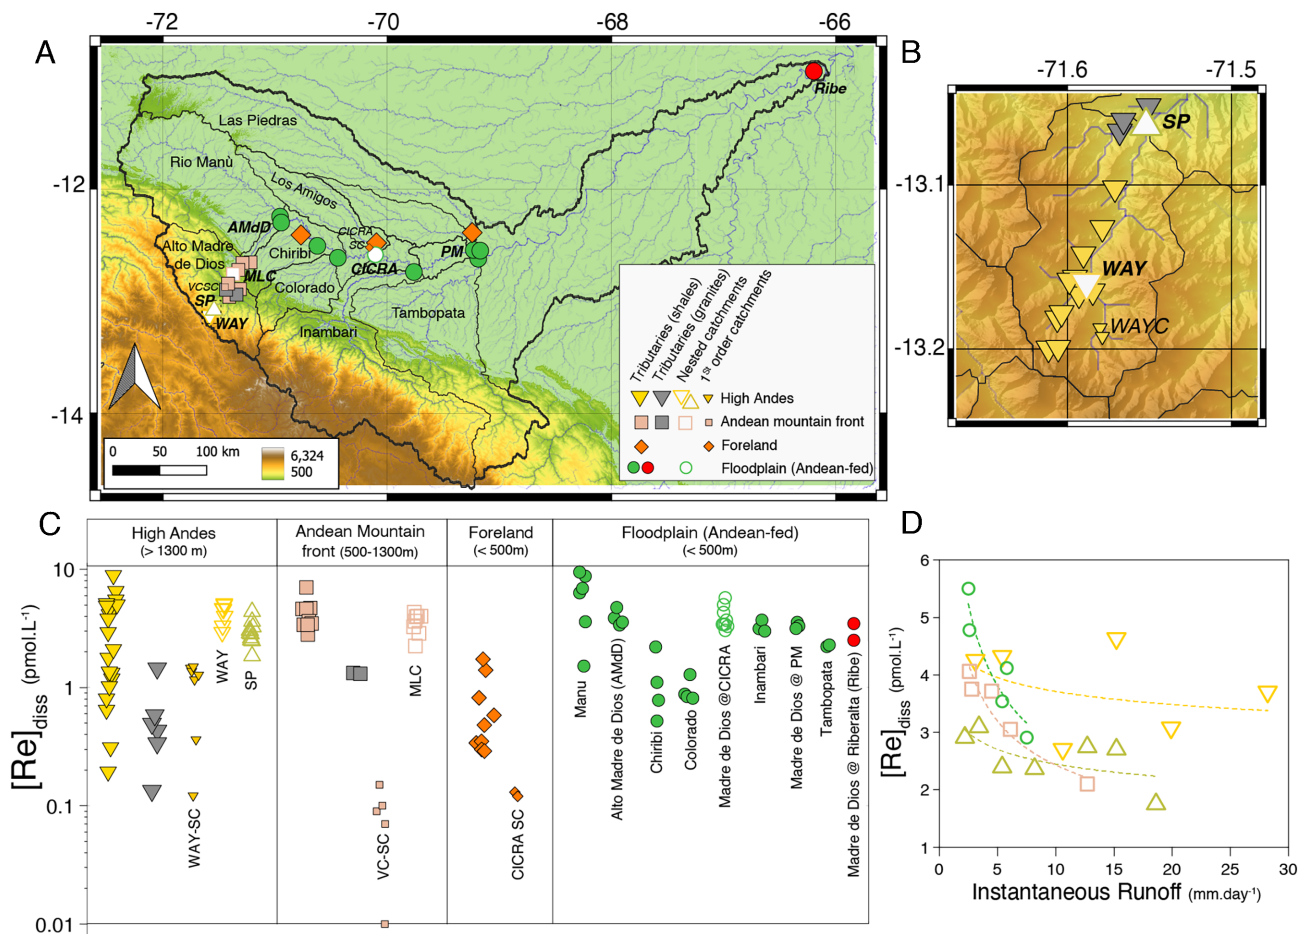 A
-72
-70
-68
-66
-12
-14
Las Piedras
Rio Manù
Los Amigos
AMdD
CICRA
SC
Alto Madre
de Dios
Chiribi
PM
CICRA
MLC
VCSC
Colorado
SP
WAY
Inambari
Tambopata
Ribe
0 50 100 km
6,324
500
Tributaries (shales)
Tributaries (granites)
Nested catchments
1St order catchments
High Andes
Andean mountain front
Foreland
Floodplain (Andean-fed)
B
-71.6
-71.5
-13.1
-13.2
SP
WAY
WAYC
C
High Andes
(> 1300 m)
Andean Mountain
front (500-1300m)
Foreland
(< 500m)
Floodplain (Andean-fed)
(< 500m)
[Re]diss (pmol.L-1)
10
1
0.1
0.01
WAY-SC
WAY
SP
VC-SC
MLC
CICRA SC
Manu
Alto Madre de Dios (AMdD)
Chiribi
Colorado
Madre de Dios @CICRA
Inambari
Madre de Dios @ PM
Tambopata
Madre de Dios @ Riberalta (Ribe)
D
[Re]diss (pmol.L-1)
6
5
4
3
2
1
0 5 10 15 20 25 30
Instantaneous Runoff (mm.day-1)